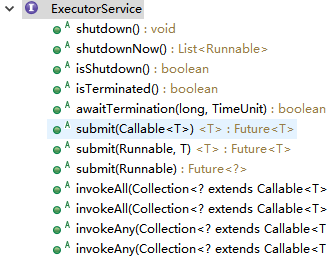 ExecutorService
shutdown() : void
shutdownNow() : List<Runnable>
isShutdown() : boolean
isTerminated() : boolean
awaitTermination(long, TimeUnit) : boolean
submit(Callable<T>) <T> : Future<T>
submit(Runnable, T) <T> : Future<T>
submit(Runnable) : Future<?>
invokeAll(Collection<? extends Callable<T>
invokeAll(Collection<? extends Callable<T>
invokeAny(Collection<? extends Callable<T
invokeAny(Collection<? extends Callable<T